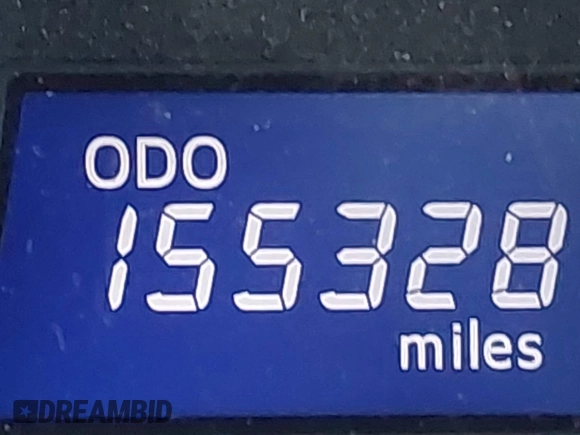 ODO
155328
miles
DREAMBID